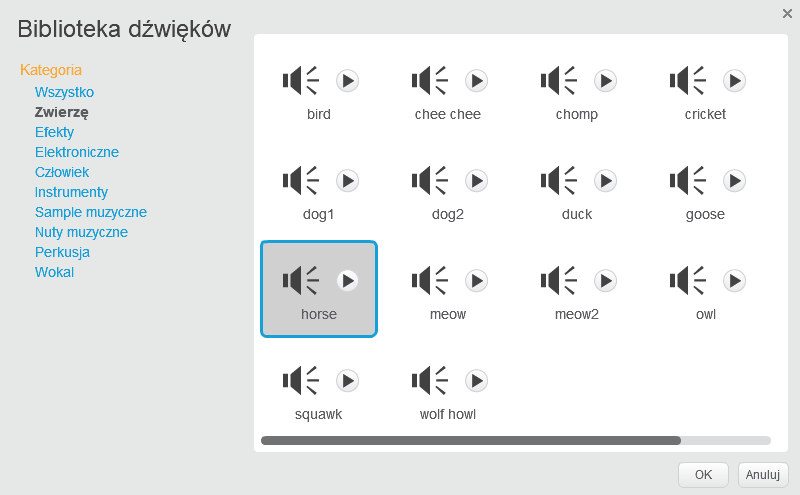 Biblioteka dźwięków
Kategoria
Wszystko
Zwierzę
Efekty
Elektroniczne
Człowiek
Instrumenty
Sample muzyczne
Nuty muzyczne
Perkusja
Wokal
bird chee chee chomp cricket
dog1 dog2 duck goose
horse meow meow2 owl
squawk wolf howl
OK Anuluj